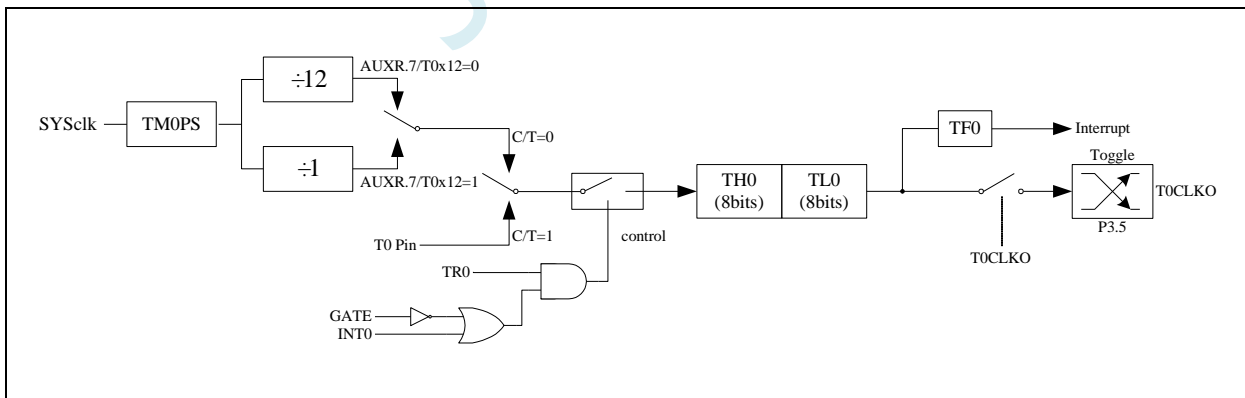 AUXR.7/T0x12=0
÷12
SYSclk
TM0PS
÷1
AUXR.7/T0x12=1
C/T=0
TF0
Interrupt
Toggle
TH0
(8bits)
TL0
(8bits)
T0CLKO
P3.5
T0 Pin
C/T=1
control
T0CLKO
TR0
GATE
INT0